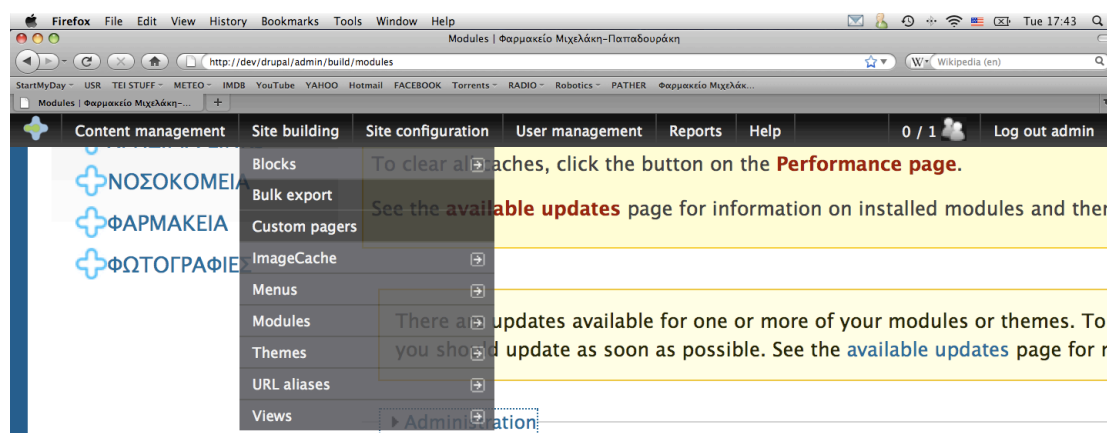 Firefox File Edit View History Bookmarks Tools Window Help Tue 17:43
Modules | Φαρμακείο Μιχελάκη-Παπαδουράκη
http://dev/drupal/admin/build/modules Wikipedia (en)
StartMyDay USR TEI STUFF METEO IMDB YouTube YAHOO Hotmail FACEBOOK Torrents RADIO Robotics PATHER Φαρμακείο Μιχελάκ...
Modules | Φαρμακείο Μιχελάκη-... +
Content management Site building Site configuration User management Reports Help 0 / 1 Log out admin
ΝΟΣΟΚΟΜΕΙΑ
ΦΑΡΜΑΚΕΙΑ
ΦΩΤΟΓΡΑΦΙΕΣ
Blocks
Bulk export
Custom pagers
ImageCache
Menus
Modules
Themes
URL aliases
Views
To clear all caches, click the button on the Performance page.
See the available updates page for information on installed modules and ther
There are updates available for one or more of your modules or themes. To
you should update as soon as possible. See the available updates page for
Administration